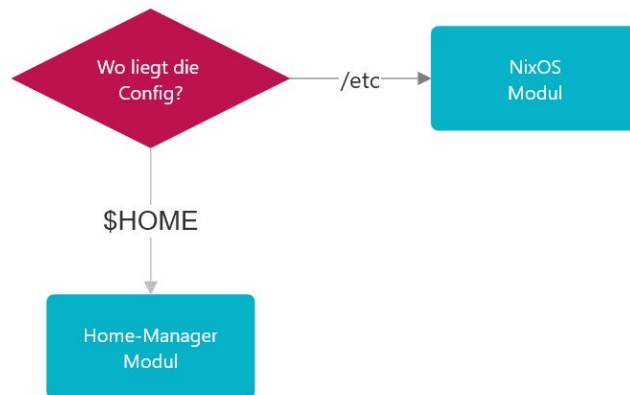 Wo liegt die
Config?
/etc
NixOS
Modul
$HOME
Home-Manager
Modul